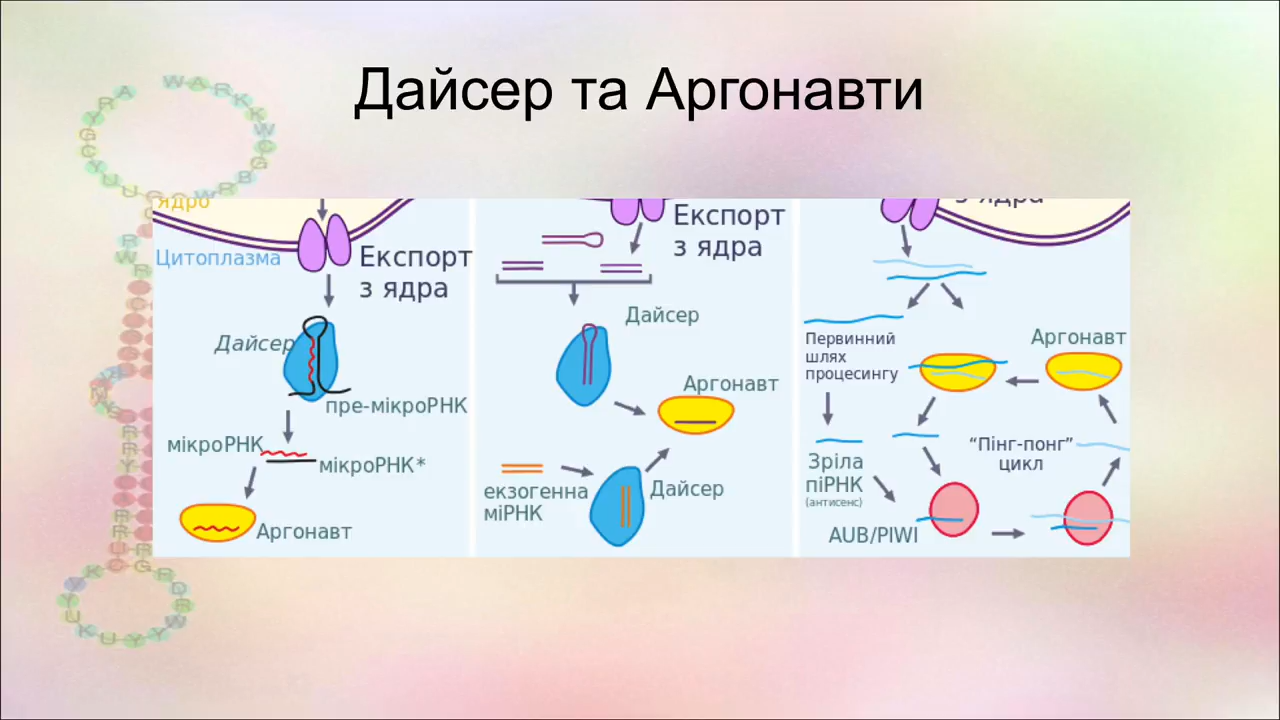 Дайсер та Аргонавти
ядро
Цитоплазма
Експорт
з ядра
Дайсер
пре-мікроРНК
мікроРНК
мікроРНК*
Аргонавт
Експорт
з ядра
Дайсер
Аргонавт
екзогенна
міРНК
Дайсер
з ядра
Первинний
шлях
процесингу
Аргонавт
“Пінг-понг”
цикл
Зріла
піРНК
(антисенс)
AUB/PIWI